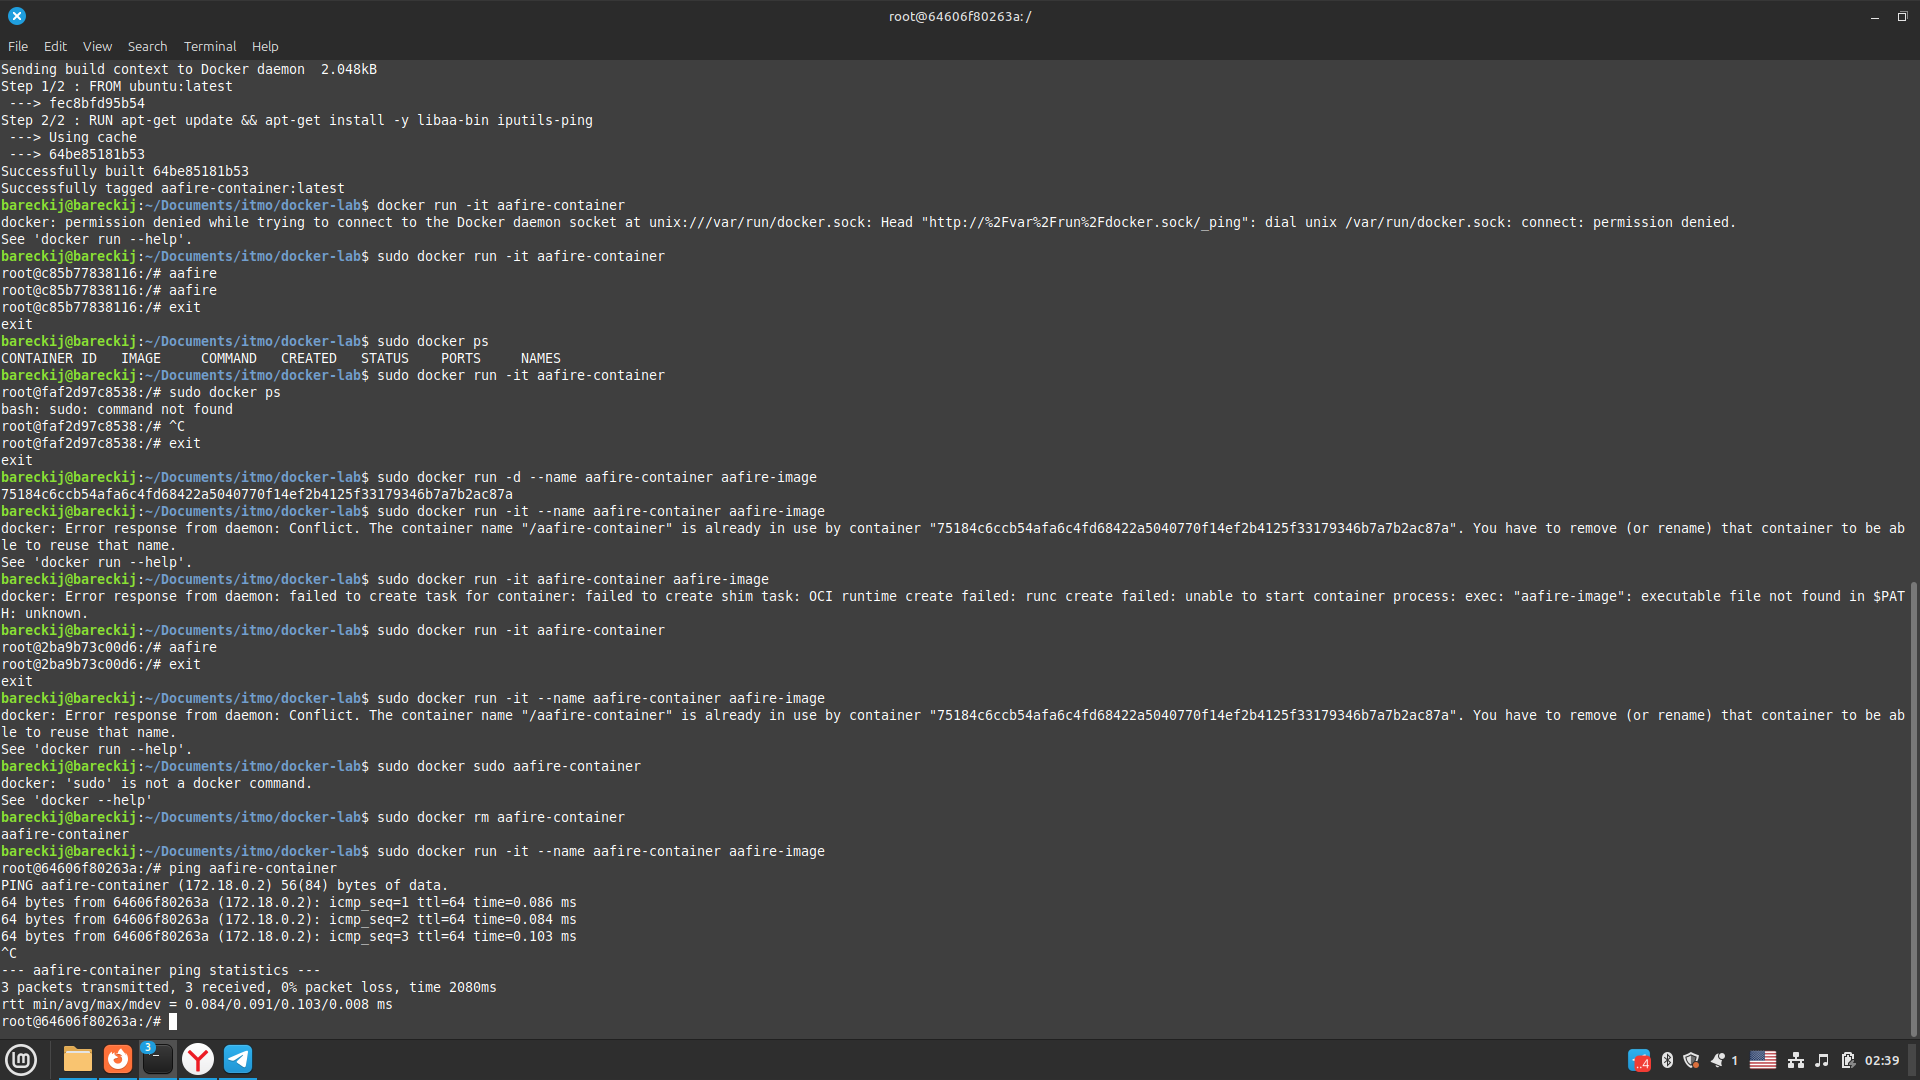 root@64606f80263a: /
File Edit View Search Terminal Help
Sending build context to Docker daemon  2.048kB
Step 1/2 : FROM ubuntu:latest
 ---> fec8bfd95b54
Step 2/2 : RUN apt-get update && apt-get install -y libaa-bin iputils-ping
 ---> Using cache
 ---> 64be85181b53
Successfully built 64be85181b53
Successfully tagged aafire-container:latest
bareckij@bareckij:~/Documents/itmo/docker-lab$ docker run -it aafire-container
docker: permission denied while trying to connect to the Docker daemon socket at unix:///var/run/docker.sock: Head "http://%2Fvar%2Frun%2Fdocker.sock/_ping": dial unix /var/run/docker.sock: connect: permission denied.
See 'docker run --help'.
bareckij@bareckij:~/Documents/itmo/docker-lab$ sudo docker run -it aafire-container
root@c85b77838116:/# aafire
root@c85b77838116:/# aafire
root@c85b77838116:/# exit
exit
bareckij@bareckij:~/Documents/itmo/docker-lab$ sudo docker ps
CONTAINER ID   IMAGE     COMMAND   CREATED   STATUS    PORTS     NAMES
bareckij@bareckij:~/Documents/itmo/docker-lab$ sudo docker run -it aafire-container
root@faf2d97c8538:/# sudo docker ps
bash: sudo: command not found
root@faf2d97c8538:/# ^C
root@faf2d97c8538:/# exit
exit
bareckij@bareckij:~/Documents/itmo/docker-lab$ sudo docker run -d --name aafire-container aafire-image
75184c6ccb54afa6c4fd68422a5040770f14ef2b4125f33179346b7a7b2ac87a
bareckij@bareckij:~/Documents/itmo/docker-lab$ sudo docker run -it --name aafire-container aafire-image
docker: Error response from daemon: Conflict. The container name "/aafire-container" is already in use by container "75184c6ccb54afa6c4fd68422a5040770f14ef2b4125f33179346b7a7b2ac87a". You have to remove (or rename) that container to be ab
le to reuse that name.
See 'docker run --help'.
bareckij@bareckij:~/Documents/itmo/docker-lab$ sudo docker run -it aafire-container aafire-image
docker: Error response from daemon: failed to create task for container: failed to create shim task: OCI runtime create failed: runc create failed: unable to start container process: exec: "aafire-image": executable file not found in $PAT
H: unknown.
bareckij@bareckij:~/Documents/itmo/docker-lab$ sudo docker run -it aafire-container
root@2ba9b73c00d6:/# aafire
root@2ba9b73c00d6:/# exit
exit
bareckij@bareckij:~/Documents/itmo/docker-lab$ sudo docker run -it --name aafire-container aafire-image
docker: Error response from daemon: Conflict. The container name "/aafire-container" is already in use by container "75184c6ccb54afa6c4fd68422a5040770f14ef2b4125f33179346b7a7b2ac87a". You have to remove (or rename) that container to be ab
le to reuse that name.
See 'docker run --help'.
bareckij@bareckij:~/Documents/itmo/docker-lab$ sudo docker sudo aafire-container
docker: 'sudo' is not a docker command.
See 'docker --help'
bareckij@bareckij:~/Documents/itmo/docker-lab$ sudo docker rm aafire-container
aafire-container
bareckij@bareckij:~/Documents/itmo/docker-lab$ sudo docker run -it --name aafire-container aafire-image
root@64606f80263a:/# ping aafire-container
PING aafire-container (172.18.0.2) 56(84) bytes of data.
64 bytes from 64606f80263a (172.18.0.2): icmp_seq=1 ttl=64 time=0.086 ms
64 bytes from 64606f80263a (172.18.0.2): icmp_seq=2 ttl=64 time=0.084 ms
64 bytes from 64606f80263a (172.18.0.2): icmp_seq=3 ttl=64 time=0.103 ms
^C
--- aafire-container ping statistics ---
3 packets transmitted, 3 received, 0% packet loss, time 2080ms
rtt min/avg/max/mdev = 0.084/0.091/0.103/0.008 ms
root@64606f80263a:/#
3 1 02:39